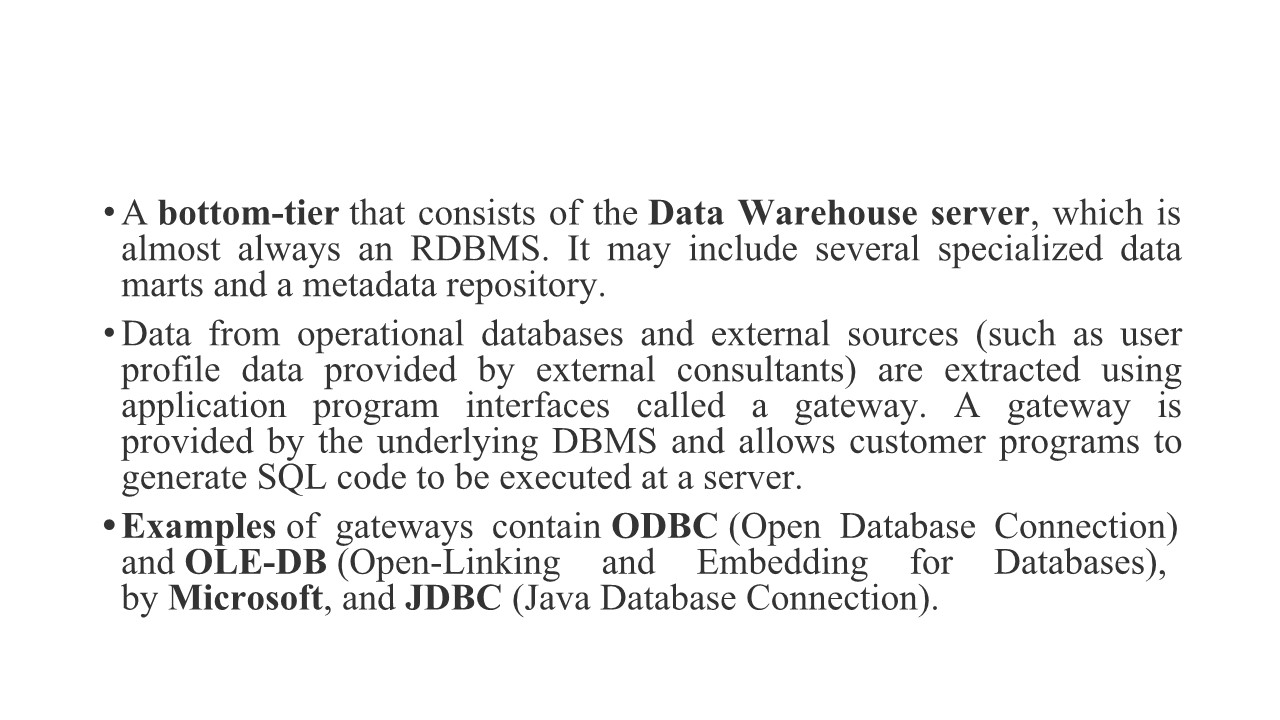 • A bottom-tier that consists of the Data Warehouse server, which is
almost always an RDBMS. It may include several specialized data
marts and a metadata repository.
• Data from operational databases and external sources (such as user
profile data provided by external consultants) are extracted using
application program interfaces called a gateway. A gateway is
provided by the underlying DBMS and allows customer programs to
generate SQL code to be executed at a server.
• Examples of gateways contain ODBC (Open Database Connection)
and OLE-DB (Open-Linking and Embedding for Databases),
by Microsoft, and JDBC (Java Database Connection).